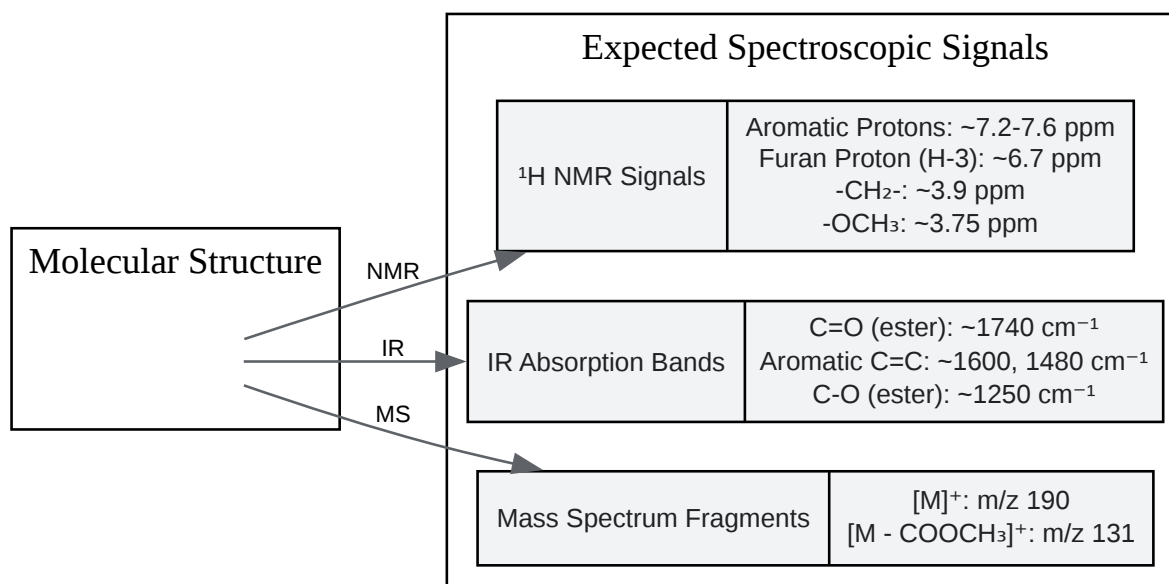 Expected Spectroscopic Signals
¹H NMR Signals
Aromatic Protons: ~7.2-7.6 ppm
Furan Proton (H-3): ~6.7 ppm
-CH₂-: ~3.9 ppm
-OCH₃: ~3.75 ppm
Molecular Structure
NMR
IR
MS
IR Absorption Bands
C=O (ester): ~1740 cm⁻¹
Aromatic C=C: ~1600, 1480 cm⁻¹
C-O (ester): ~1250 cm⁻¹
Mass Spectrum Fragments
[M]⁺: m/z 190
[M - COOCH₃]⁺: m/z 131